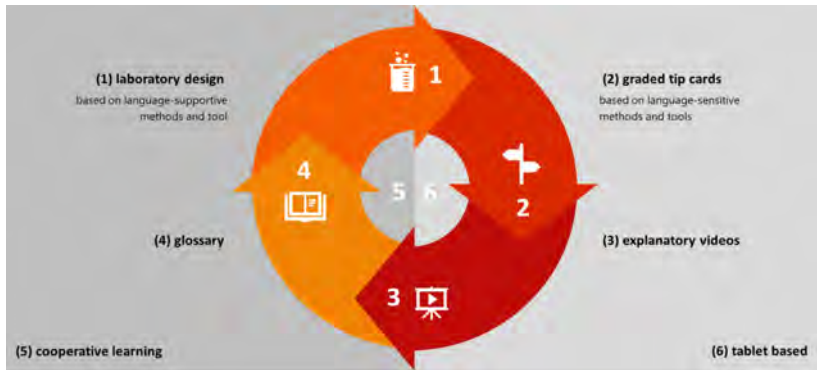 (1) laboratory design
based on language-supportive
methods and tool
1
(2) graded tip cards
based on language-sensitive
methods and tools
4
5
6
2
(4) glossary
(3) explanatory videos
3
(5) cooperative learning
(6) tablet based